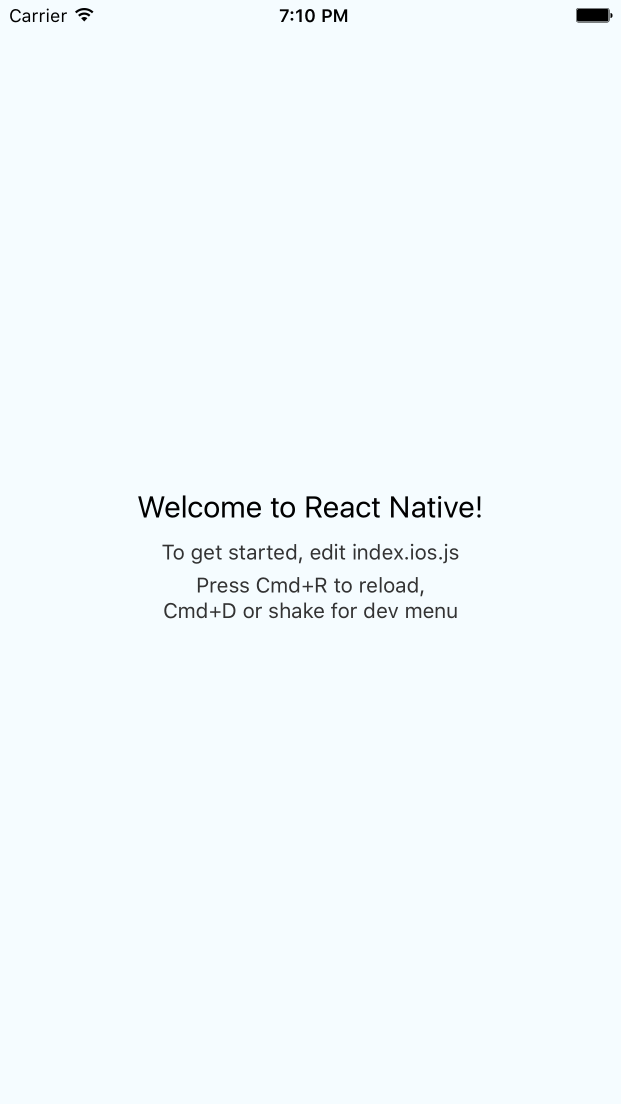 Carrier 7:10 PM
Welcome to React Native!
To get started, edit index.ios.js
Press Cmd+R to reload,
Cmd+D or shake for dev menu